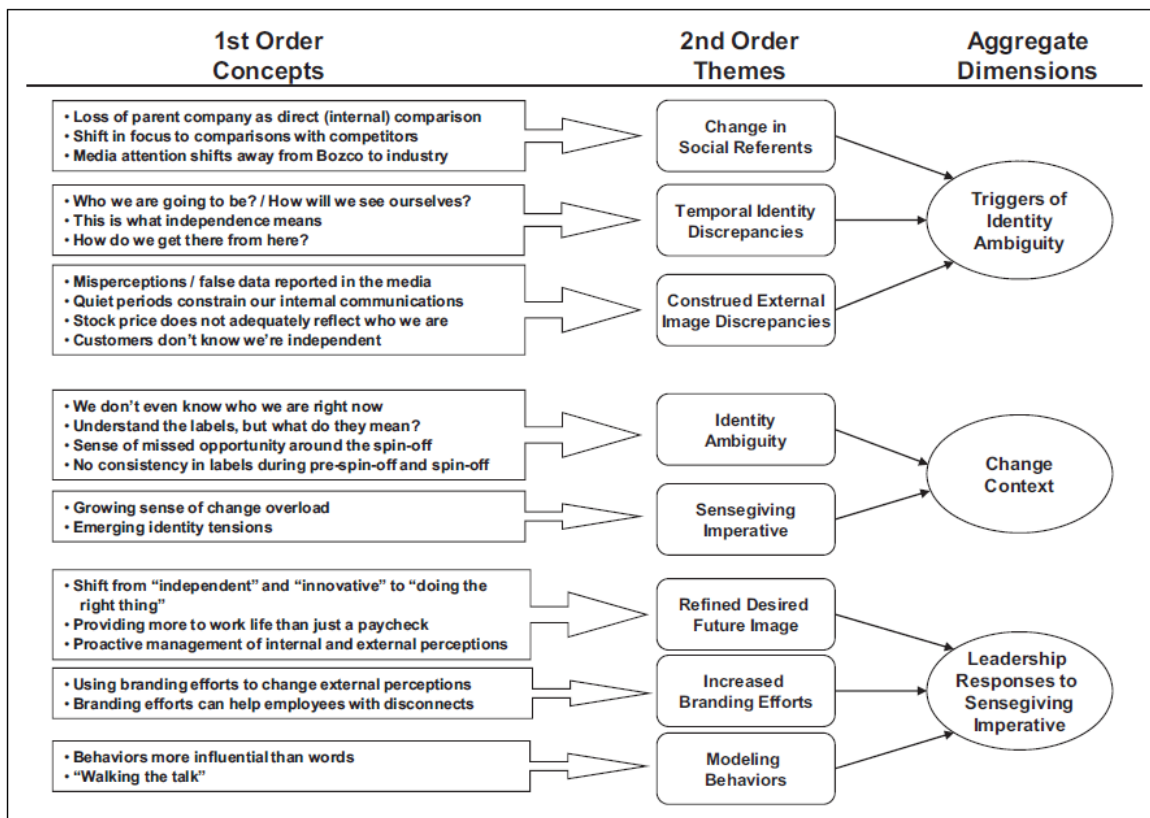 1st Order
Concepts
2nd Order
Themes
Aggregate
Dimensions
• Loss of parent company as direct (internal) comparison
• Shift in focus to comparisons with competitors
• Media attention shifts away from Bozco to industry
Change in
Social Referents
• Who we are going to be? / How will we see ourselves?
• This is what independence means
• How do we get there from here?
Temporal Identity
Discrepancies
Triggers of
Identity
Ambiguity
• Misperceptions / false data reported in the media
• Quiet periods constrain our internal communications
• Stock price does not adequately reflect who we are
• Customers don’t know we’re independent
Construed External
Image Discrepancies
• We don’t even know who we are right now
• Understand the labels, but what do they mean?
• Sense of missed opportunity around the spin-off
• No consistency in labels during pre-spin-off and spin-off
Identity
Ambiguity
Change
Context
• Growing sense of change overload
• Emerging identity tensions
Sensegiving
Imperative
• Shift from “independent” and “innovative” to “doing the
right thing”
• Providing more to work life than just a paycheck
• Proactive management of internal and external perceptions
Refined Desired
Future Image
• Using branding efforts to change external perceptions
• Branding efforts can help employees with disconnects
Increased
Branding Efforts
Leadership
Responses to
Sensegiving
Imperative
• Behaviors more influential than words
• “Walking the talk”
Modeling
Behaviors